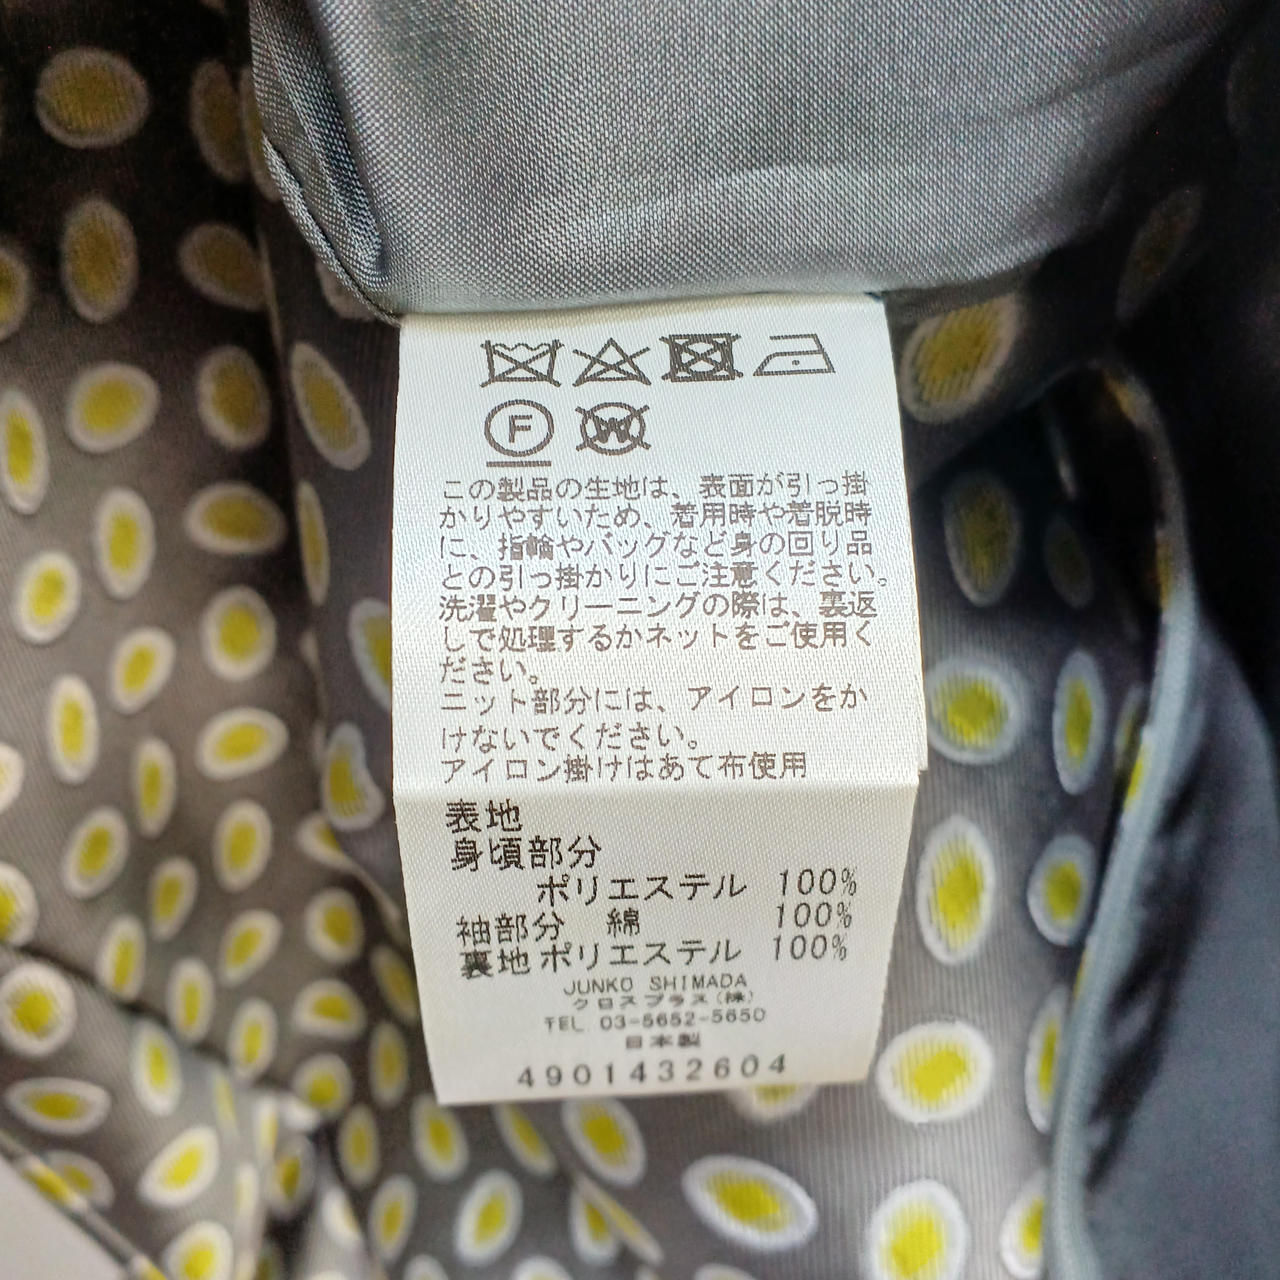 F W
この製品の生地は、表面が引っ掛
かりやすいため、着用時や着脱時
に、指輪やバッグなど身の回り品
との引っ掛かりにご注意ください。
洗濯やクリーニングの際は、裏返
しで処理するかネットをご使用く
ださい。
ニット部分には、アイロンをか
けないでください。
アイロン掛けはあて布使用
表地
身頃部分
ポリエステル 100%
袖部分 綿 100%
裏地 ポリエステル 100%
JUNKO SHIMADA
クロスプラス(株)
TEL. 03-5652-5650
日本製
4901432604